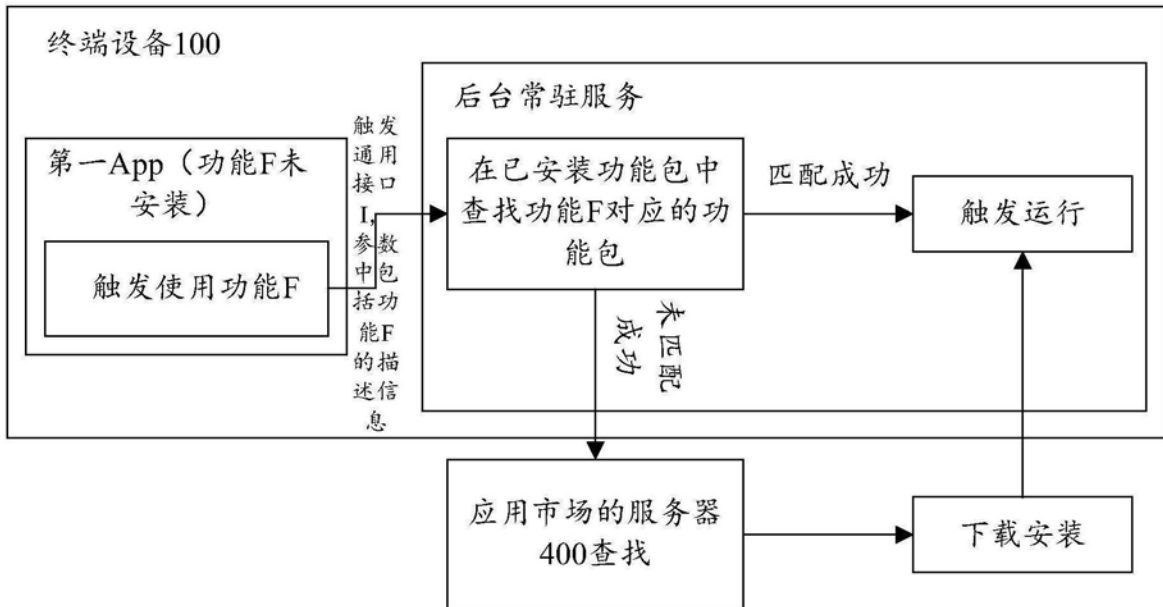 终端设备100
后台常驻服务
第一App（功能F未
安装）
触发使用功能F
触发
通用
接口
I,
参数
中包
括功
能F
的描
述信
息
在已安装功能包中
查找功能F对应的功
能包
匹配成功
触发运行
未匹配
成功
应用市场的服务器
400查找
下载安装